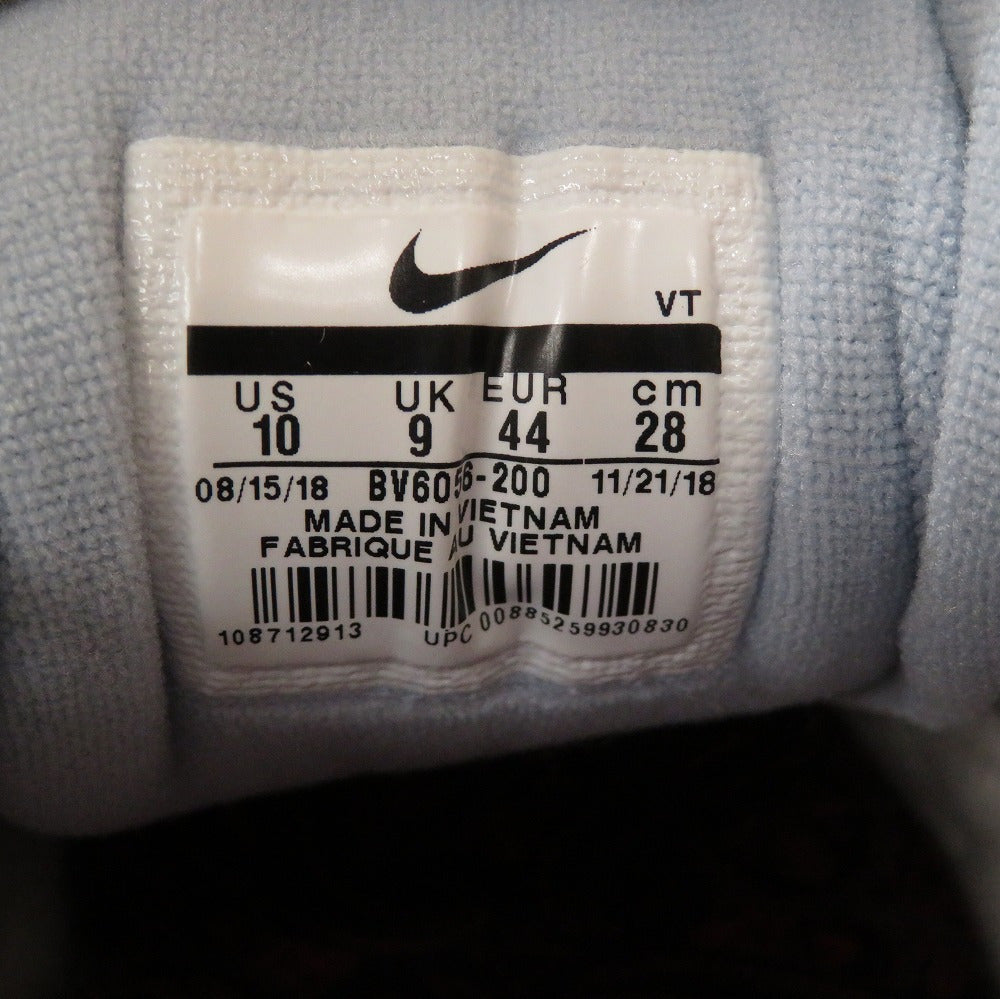 VT
US UK EUR cm
10 9 44 28
08/15/18 BV6056-200 11/21/18
MADE IN VIETNAM
FABRIQUE AU VIETNAM
108712913 UPC 00885259930830